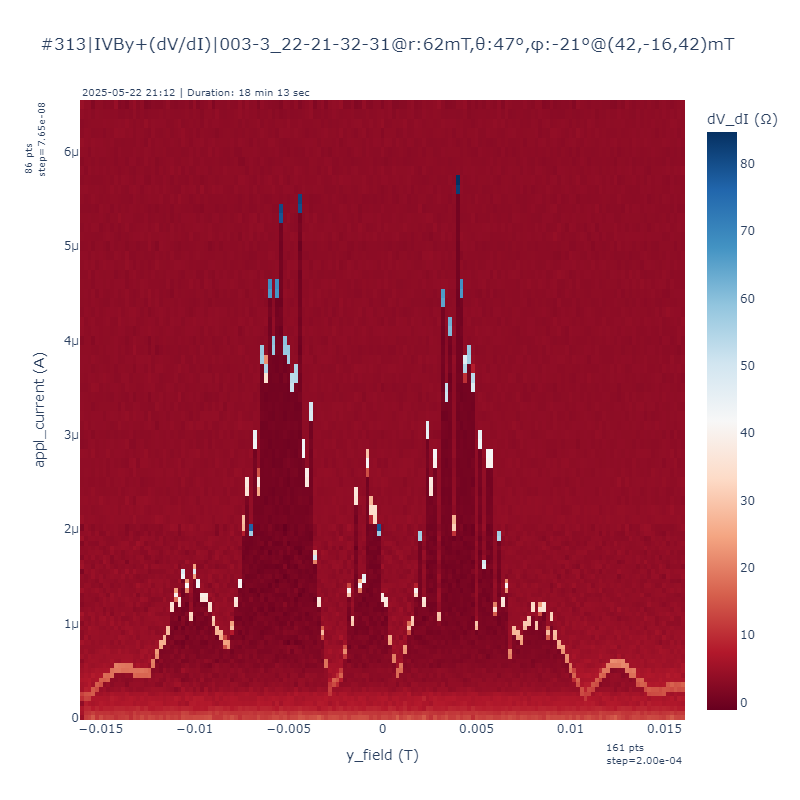 #313|IVBy+(dV/dI)|003-3_22-21-32-31@r:62mT,θ:47°,φ:-21°@(42,-16,42)mT
2025-05-22 21:12 | Duration: 18 min 13 sec
86 pts
step=7.65e-08
dV_dI (Ω)
80
70
60
50
40
30
20
10
0
appl_current (A)
6μ
5μ
4μ
3μ
2μ
1μ
0
−0.015
−0.01
−0.005
0
0.005
0.01
0.015
y_field (T)
161 pts
step=2.00e-04